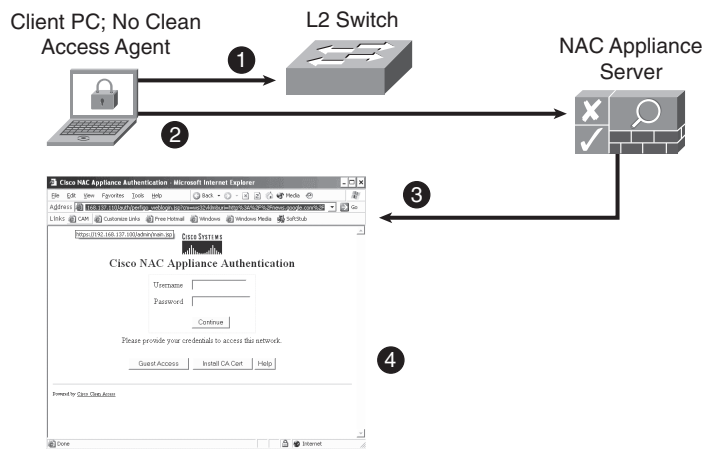 Client PC; No Clean
Access Agent
L2 Switch
NAC Appliance
Server
1
2
3
Cisco NAC Appliance Authentication - Microsoft Internet Explorer
File Edit View Favorites Tools Help Back Media
Address Go
Links CAM Customize Links Free Hotmail Windows Windows Media SoftStub
https://192.168.137.100/admin/main.jsp
CISCO SYSTEMS
Cisco NAC Appliance Authentication
Username
Password
Continue
Please provide your credentials to access this network.
Guest Access Install CA Cert Help
4
Powered by Cisco Clean Access
Done Internet